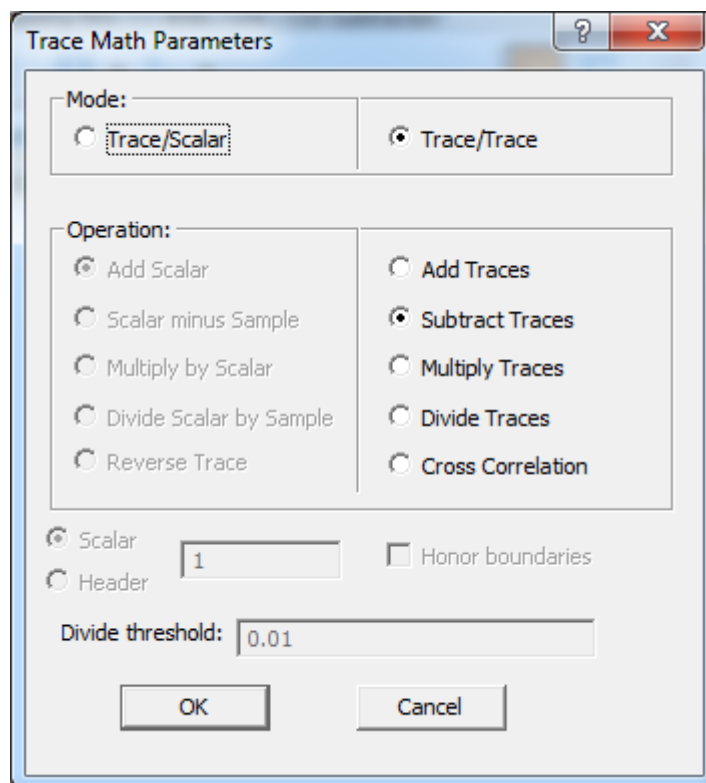 Trace Math Parameters
Mode:
Trace/Scalar
Trace/Trace
Operation:
Add Scalar
Add Traces
Scalar minus Sample
Subtract Traces
Multiply by Scalar
Multiply Traces
Divide Scalar by Sample
Divide Traces
Reverse Trace
Cross Correlation
Scalar
1
Honor boundaries
Header
Divide threshold: 0.01
OK
Cancel